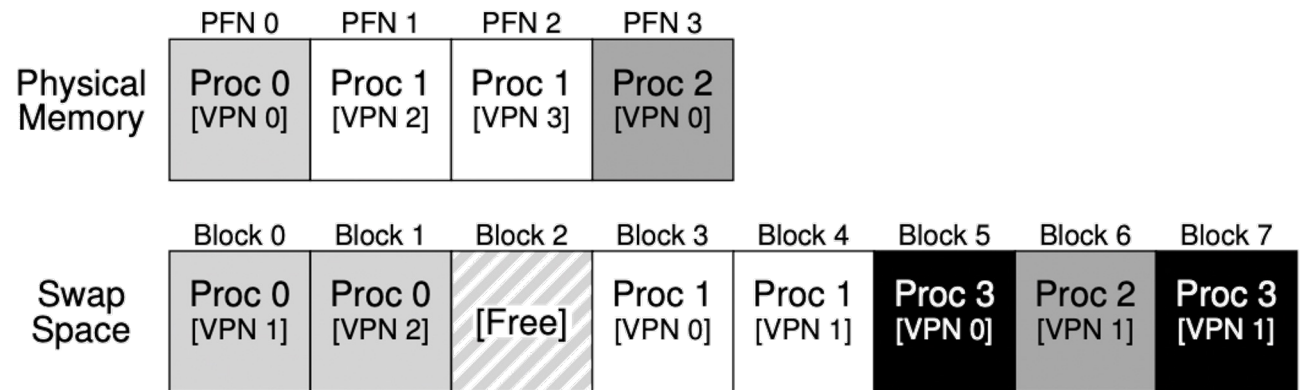 PFN 0 PFN 1 PFN 2 PFN 3
Physical Memory
Proc 0 Proc 1 Proc 1 Proc 2
[VPN 0] [VPN 2] [VPN 3] [VPN 0]
Block 0 Block 1 Block 2 Block 3 Block 4 Block 5 Block 6 Block 7
Swap Space
Proc 0 Proc 0 [Free] Proc 1 Proc 1 Proc 3 Proc 2 Proc 3
[VPN 1] [VPN 2] [VPN 0] [VPN 1] [VPN 0] [VPN 1] [VPN 1]